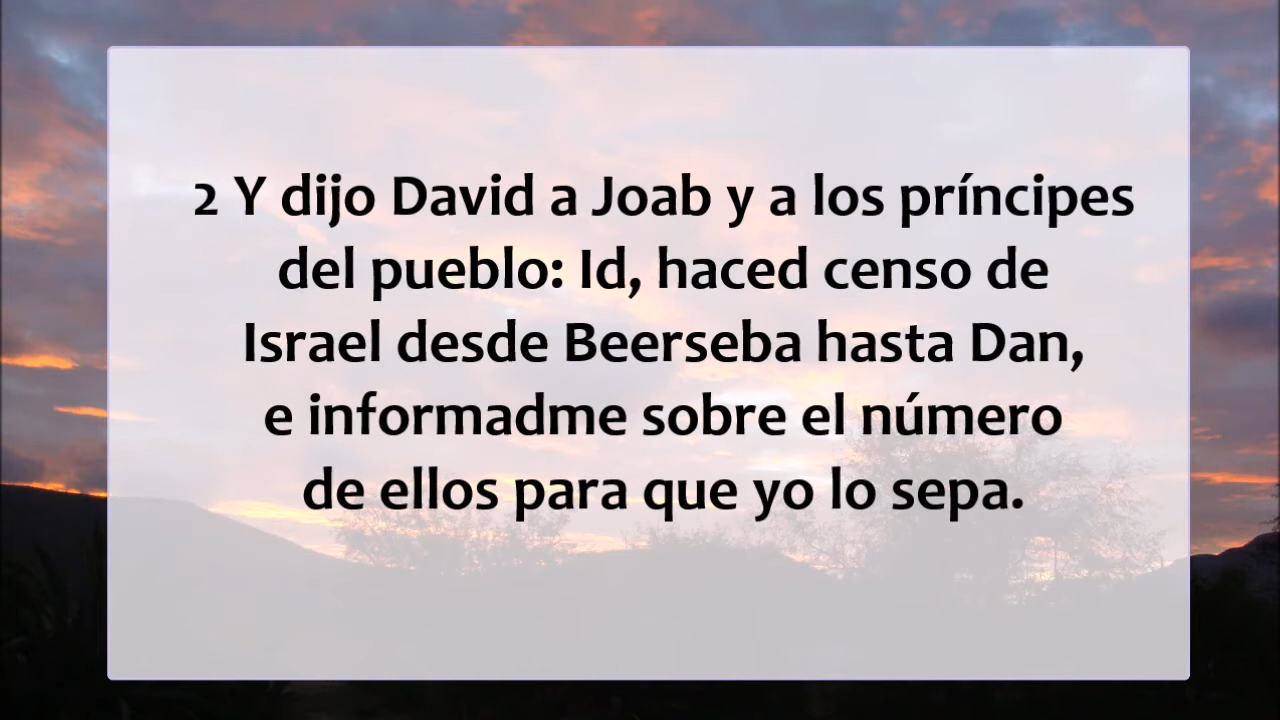 2 Y dijo David a Joab y a los príncipes
del pueblo: Id, haced censo de
Israel desde Beerseba hasta Dan,
e informadme sobre el número
de ellos para que yo lo sepa.